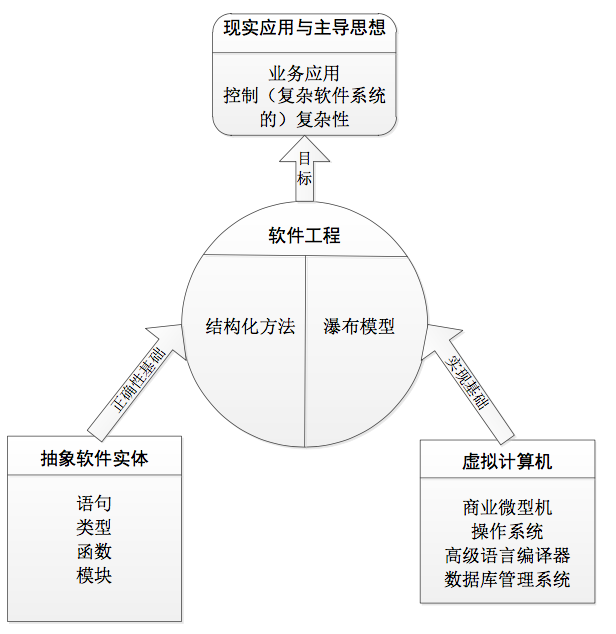 现实应用与主导思想
业务应用
控制（复杂软件系统
的）复杂性
目
标
软件工程
结构化方法
瀑布模型
正确性基础
实现基础
抽象软件实体
语句
类型
函数
模块
虚拟计算机
商业微型机
操作系统
高级语言编译器
数据库管理系统